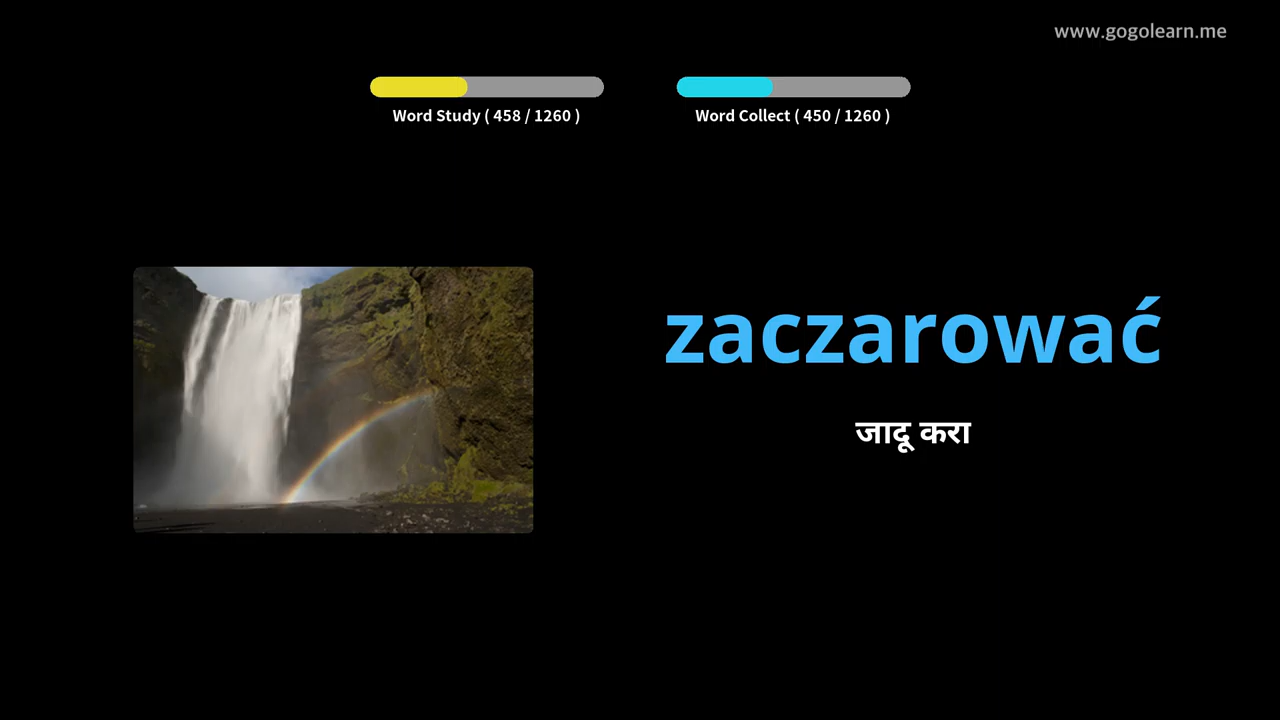 www.gogolearn.me
Word Study ( 458 / 1260 )
Word Collect ( 450 / 1260 )
zaczarować
जादू करा